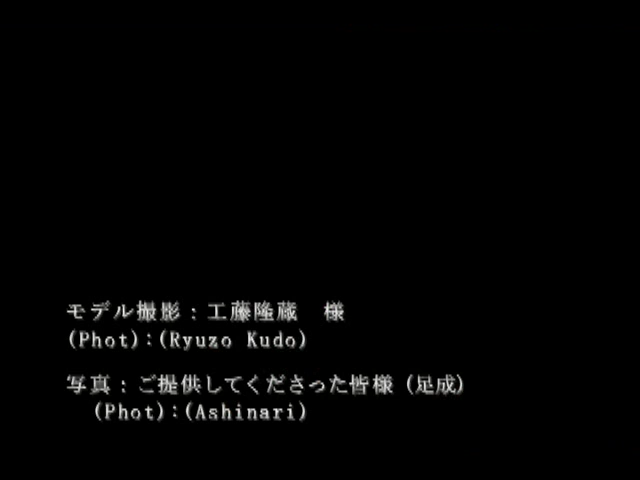 モデル撮影：工藤隆蔵　様
(Phot):(Ryuzo Kudo)
写真：ご提供してくださった皆様 (足成)
(Phot):(Ashinari)